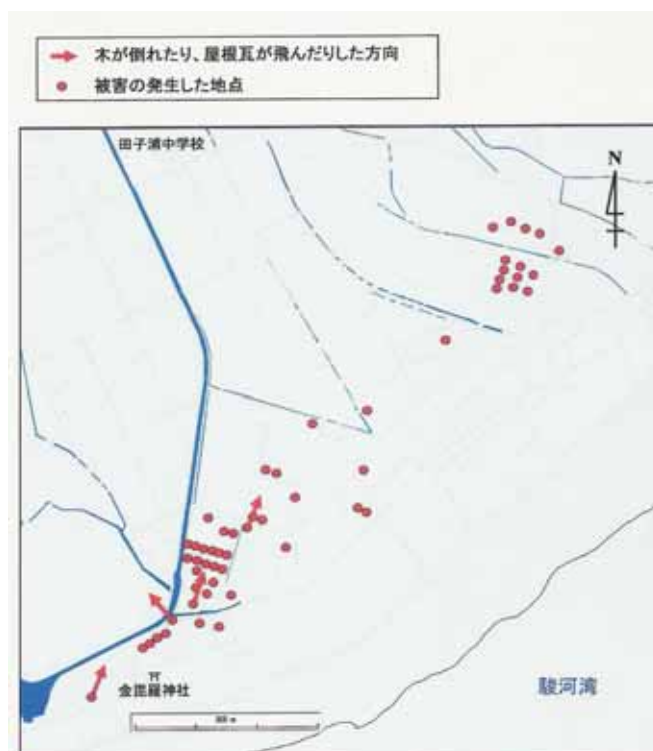 木が倒れたり、屋根瓦が飛んだりした方向
被害の発生した地点
田子浦中学校
N
金毘羅神社
駿河湾